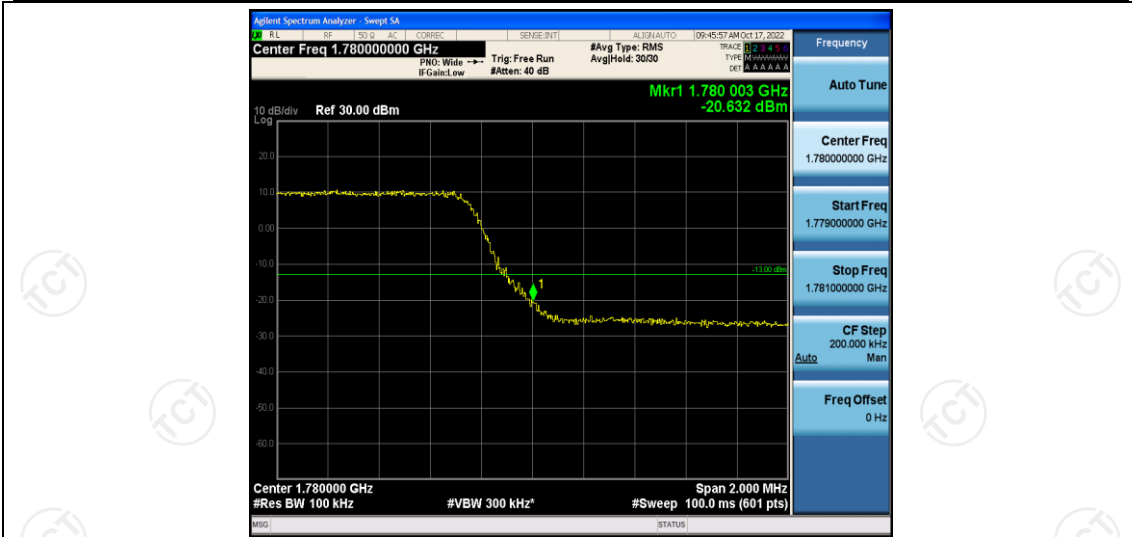 Agilent Spectrum Analyzer - Swept SA
RL RF 50 Ω AC CORREC SENSE:INT ALIGNAUTO 09:45:57 AM Oct 17, 2022
Center Freq 1.780000000 GHz
PNO: Wide
IFGain:Low
Trig: Free Run
#Atten: 40 dB
#Avg Type: RMS
Avg|Hold: 30/30
TRACE 1 2 3 4 5 6
TYPE M
DET A A A A A A
Mkr1 1.780 003 GHz
-20.632 dBm
10 dB/div Ref 30.00 dBm
Log
20.0
10.0
0.00
-10.0
-13.00 dBm
1
-20.0
-30.0
-40.0
-50.0
-60.0
Center 1.780000 GHz Span 2.000 MHz
#Res BW 100 kHz #VBW 300 kHz* #Sweep 100.0 ms (601 pts)
MSG STATUS
Frequency
Auto Tune
Center Freq
1.780000000 GHz
Start Freq
1.779000000 GHz
Stop Freq
1.781000000 GHz
CF Step
200.000 kHz
Auto Man
Freq Offset
0 Hz
TCT
TCT
TCT
TCT
TCT
TCT